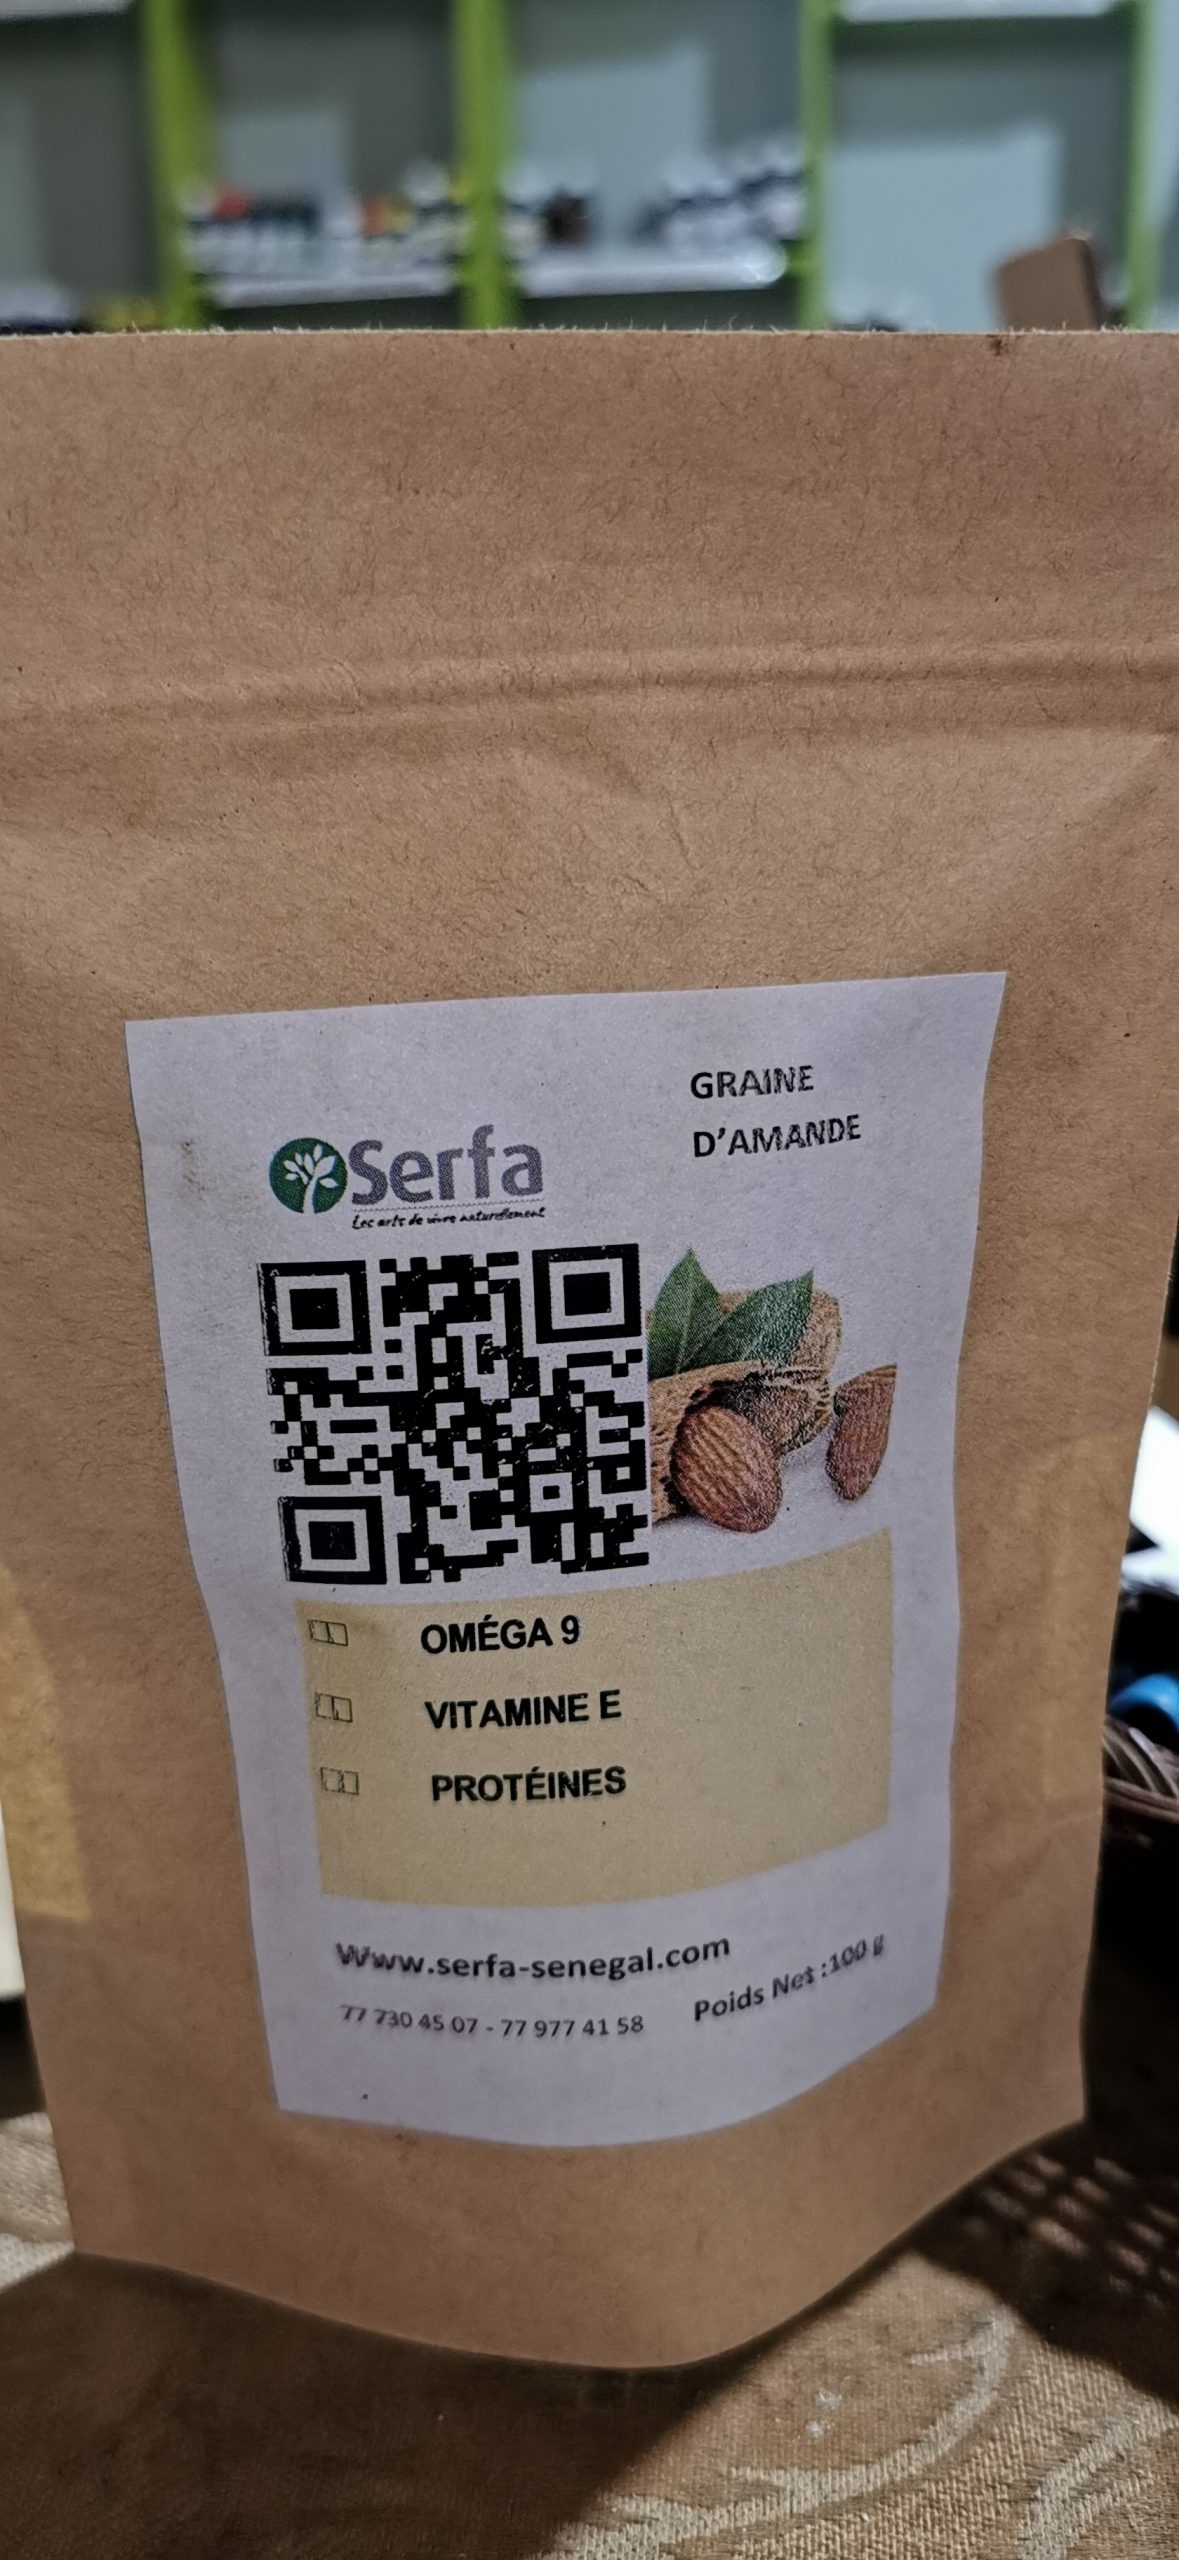 GRAINE
D'AMANDE
Serfa
Les arts de vivre naturellement
OMÉGA 9
VITAMINE E
PROTÉINES
Www.serfa-senegal.com
77 730 45 07 - 77 977 41 58
Poids Net :100 g